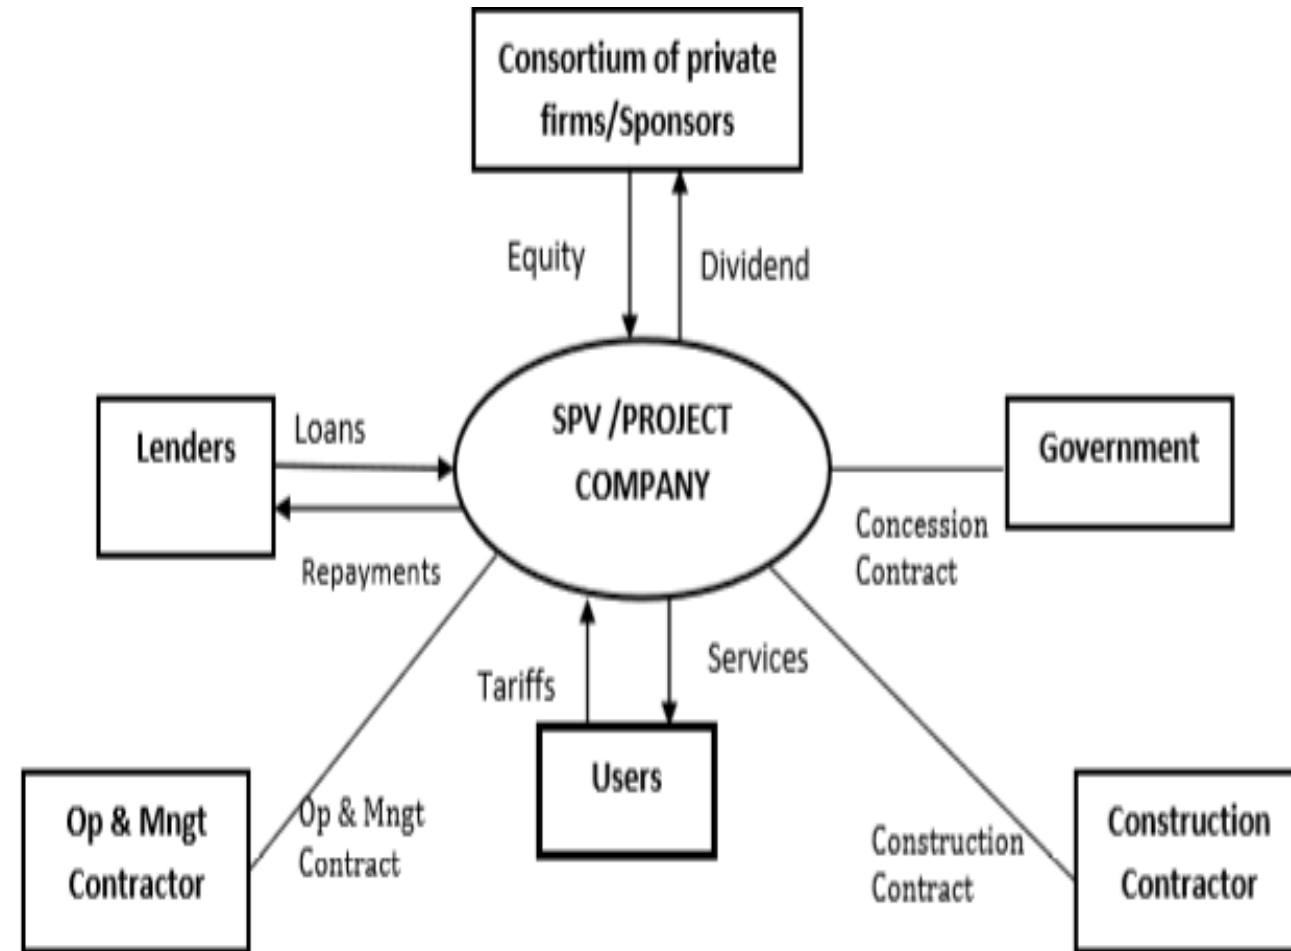 Consortium of private
firms/Sponsors
Equity
Dividend
SPV /PROJECT
COMPANY
Lenders
Loans
Repayments
Government
Concession
Contract
Tariffs
Services
Users
Op & Mngt
Contractor
Op & Mngt
Contract
Construction
Contract
Construction
Contractor